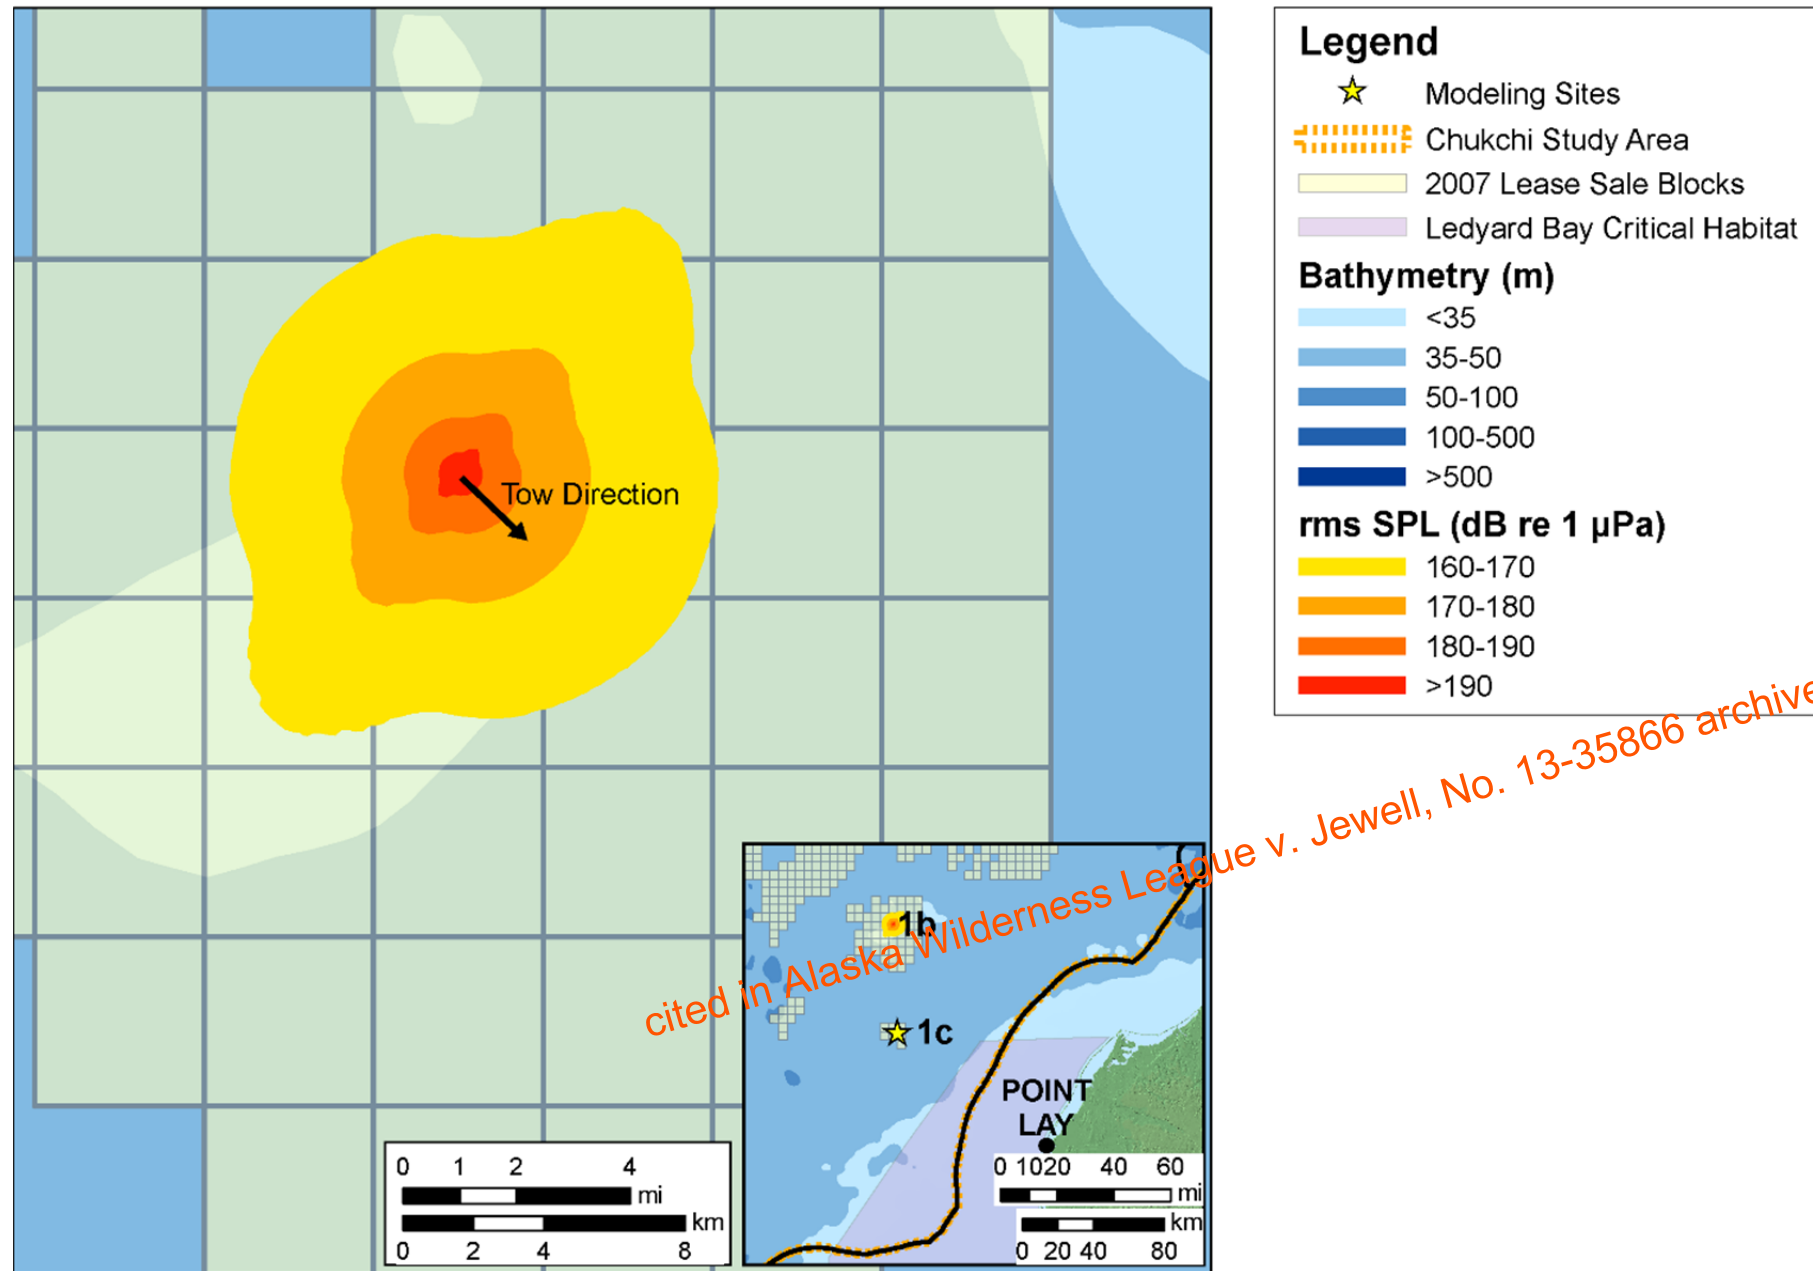 Tow Direction
Legend
Modeling Sites
Chukchi Study Area
2007 Lease Sale Blocks
Ledyard Bay Critical Habitat
Bathymetry (m)
<35
35-50
50-100
100-500
>500
rms SPL (dB re 1 µPa)
160-170
170-180
180-190
>190
cited in Alaska Wilderness League v. Jewell, No. 13-35866 archive
1b
1c
POINT
LAY
0 1 2 4
mi
km
0 2 4 8
0 10 20 40 60
mi
km
0 20 40 80